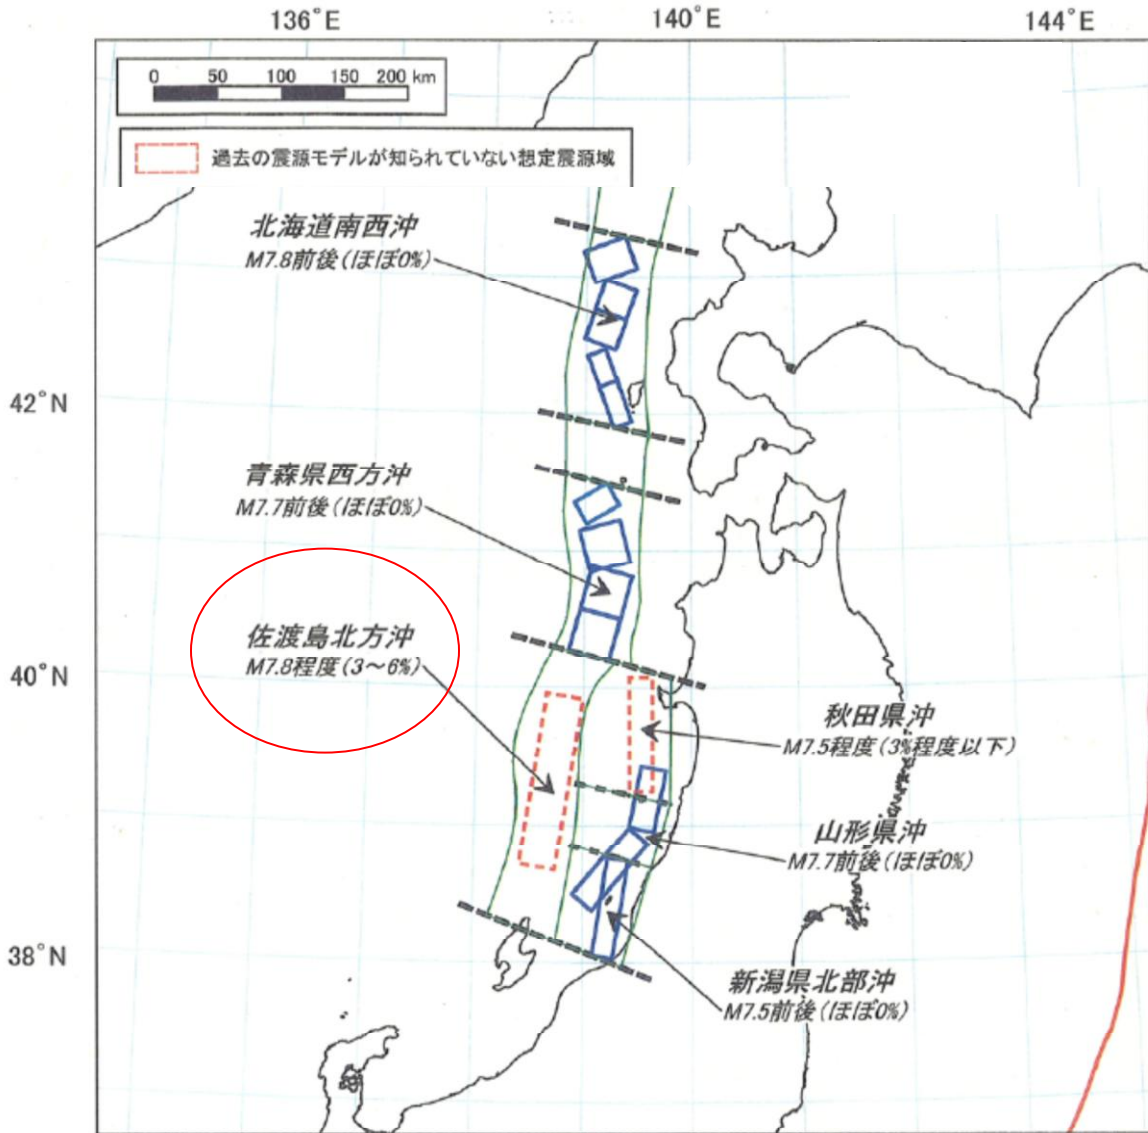 136°E
140°E
144°E
0 50 100 150 200 km
過去の震源モデルが知られていない想定震源域
北海道南西沖
M7.8前後(ほぼ0%)
42°N
青森県西方沖
M7.7前後(ほぼ0%)
佐渡島北方沖
M7.8程度(3～6%)
40°N
秋田県沖
M7.5程度(3%程度以下)
山形県沖
M7.7前後(ほぼ0%)
38°N
新潟県北部沖
M7.5前後(ほぼ0%)